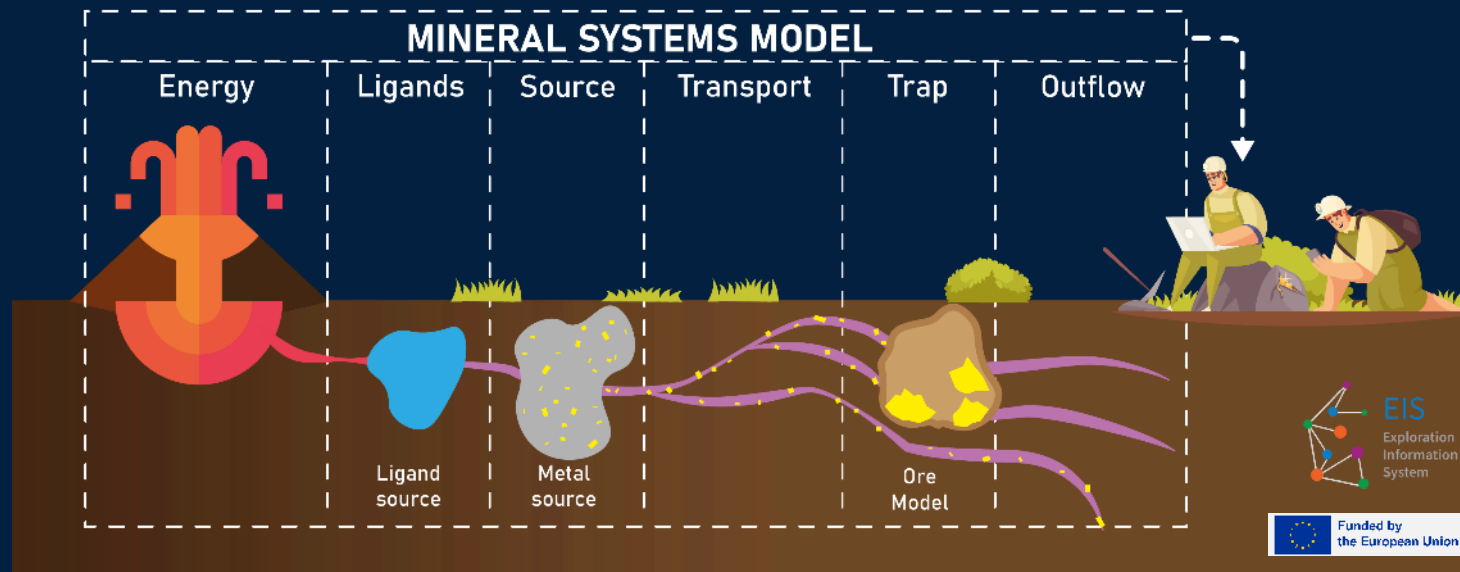 MINERAL SYSTEMS MODEL
Energy
Ligands
Source
Transport
Trap
Outflow
Ligand
source
Metal
source
Ore
Model
EIS
Exploration
Information
System
Funded by
the European Union